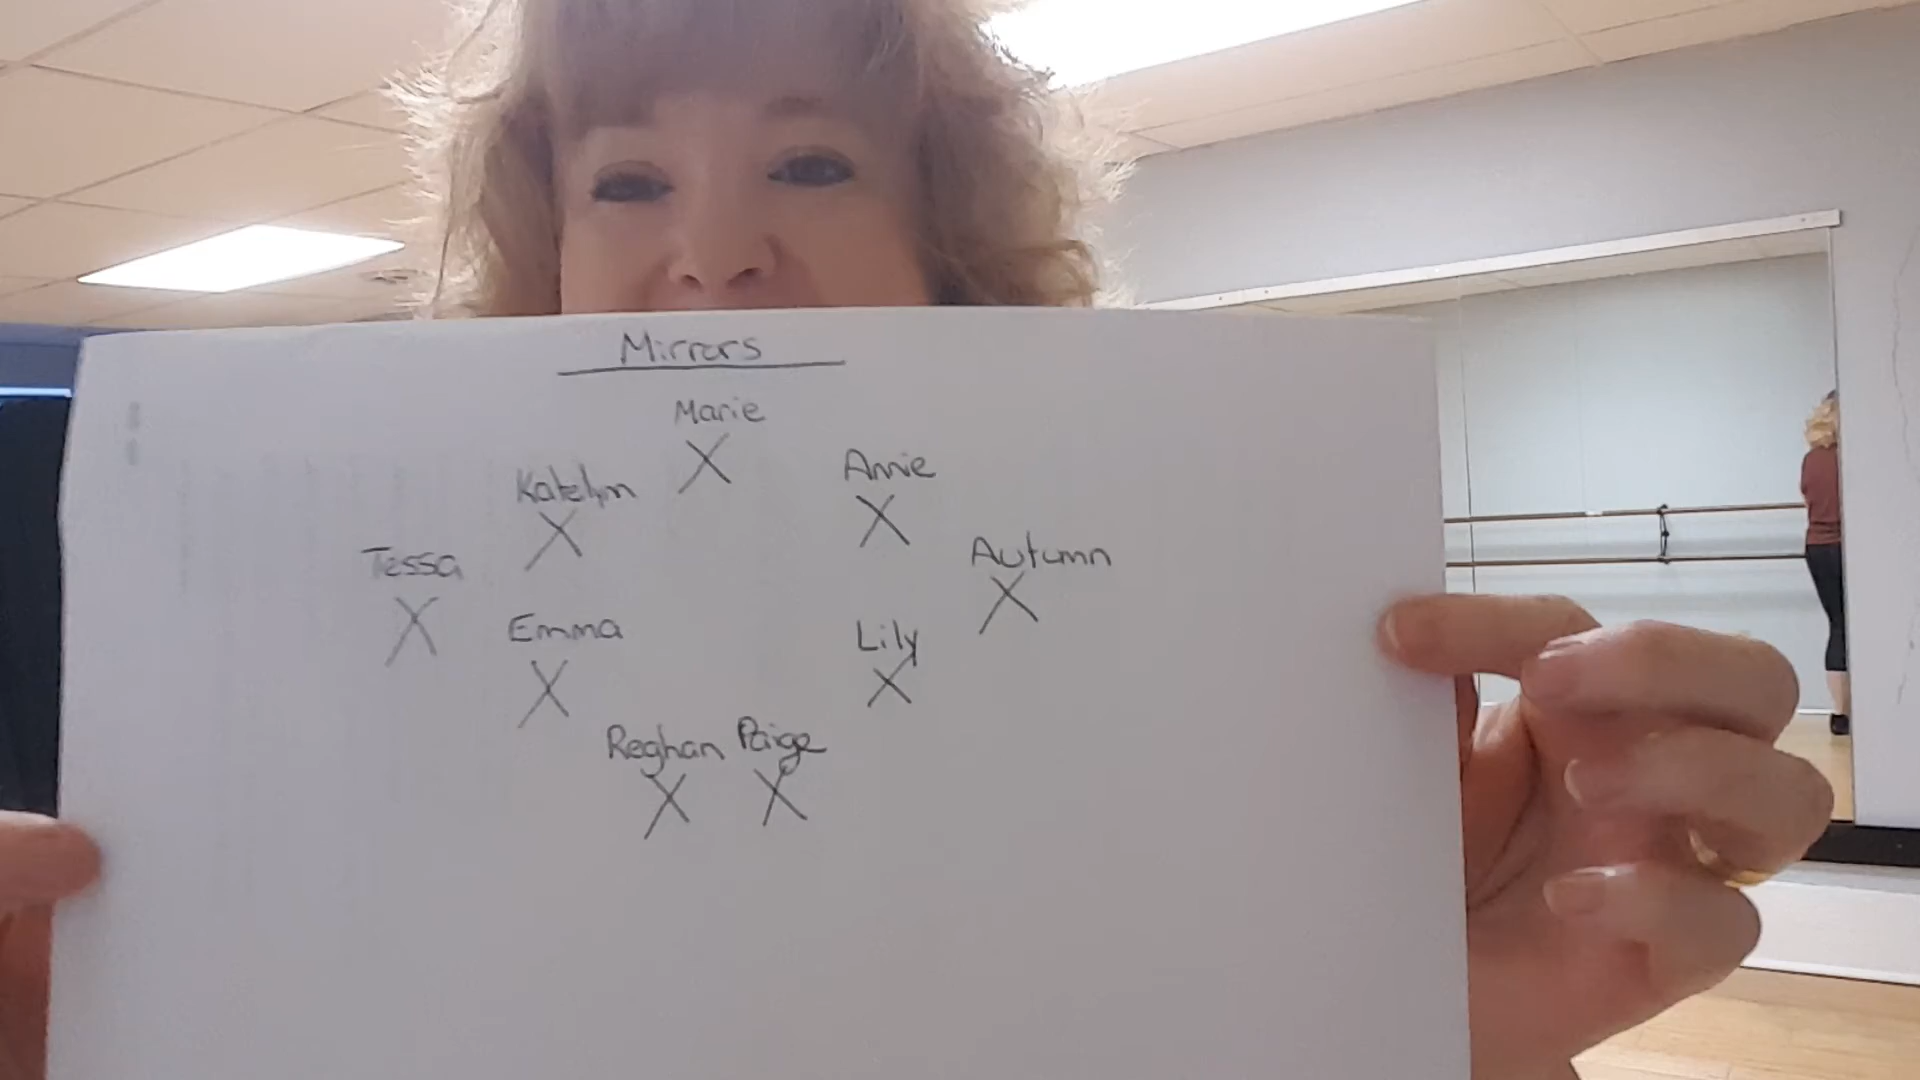 Mirrors
Marie
Katelyn Annie
Tessa Autumn
Emma Lily
Reghan Paige